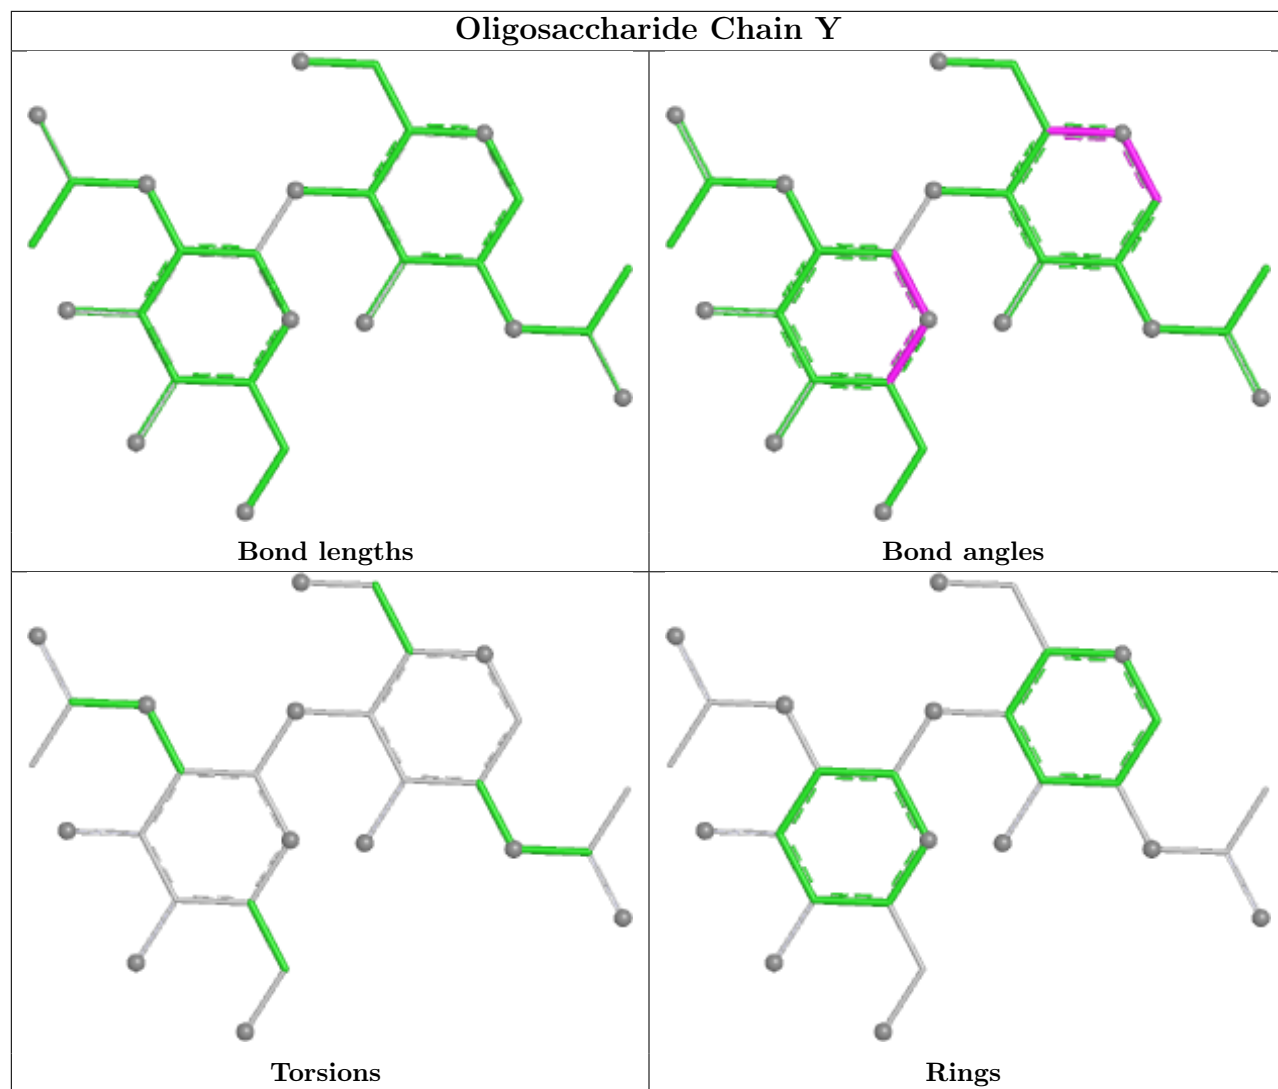 Oligosaccharide Chain Y
Bond lengths
Bond angles
Torsions
Rings